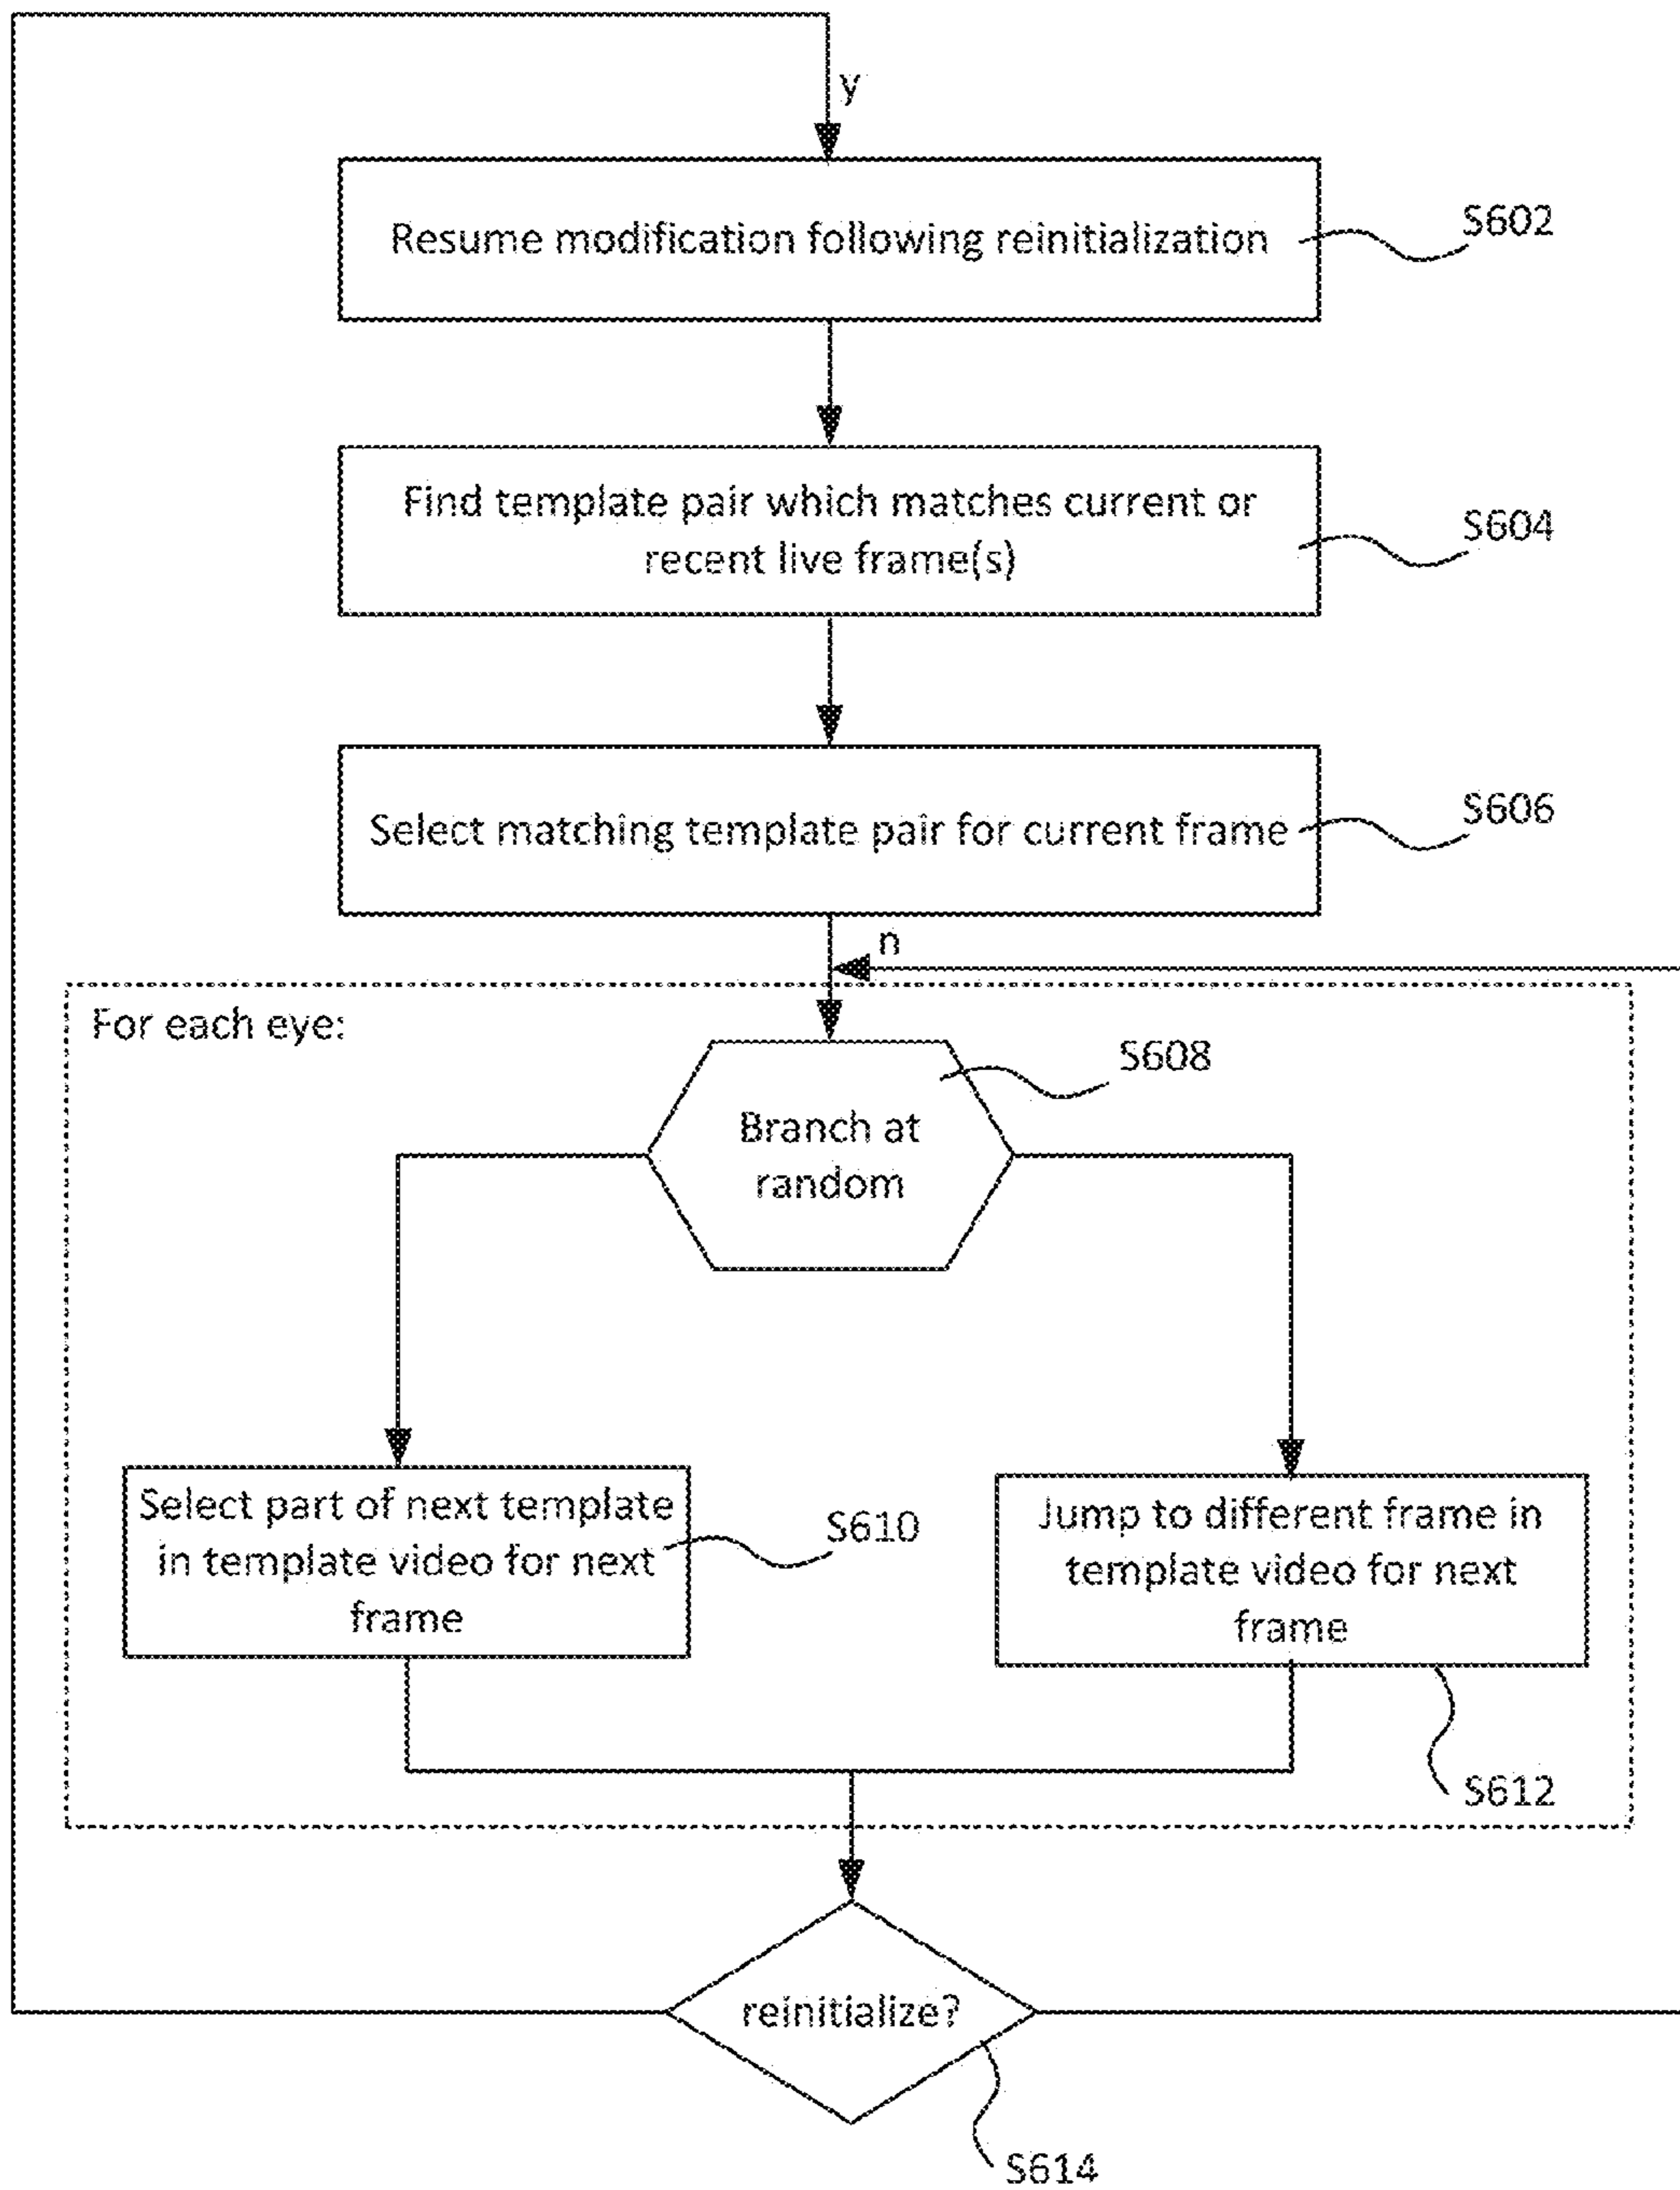 y
Resume modification following reinitialization
S602
Find template pair which matches current or
recent live frame(s)
S604
Select matching template pair for current frame
S606
n
For each eye:
S608
Branch at
random
Select part of next template
in template video for next
frame
S610
Jump to different frame in
template video for next
frame
S612
reinitialize?
S614